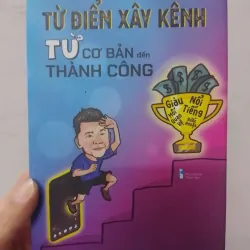 TỪ ĐIỂN XÂY KÊNH
TỪ CƠ BẢN đến
THÀNH CÔNG
Giàu Nổi
Tiếng